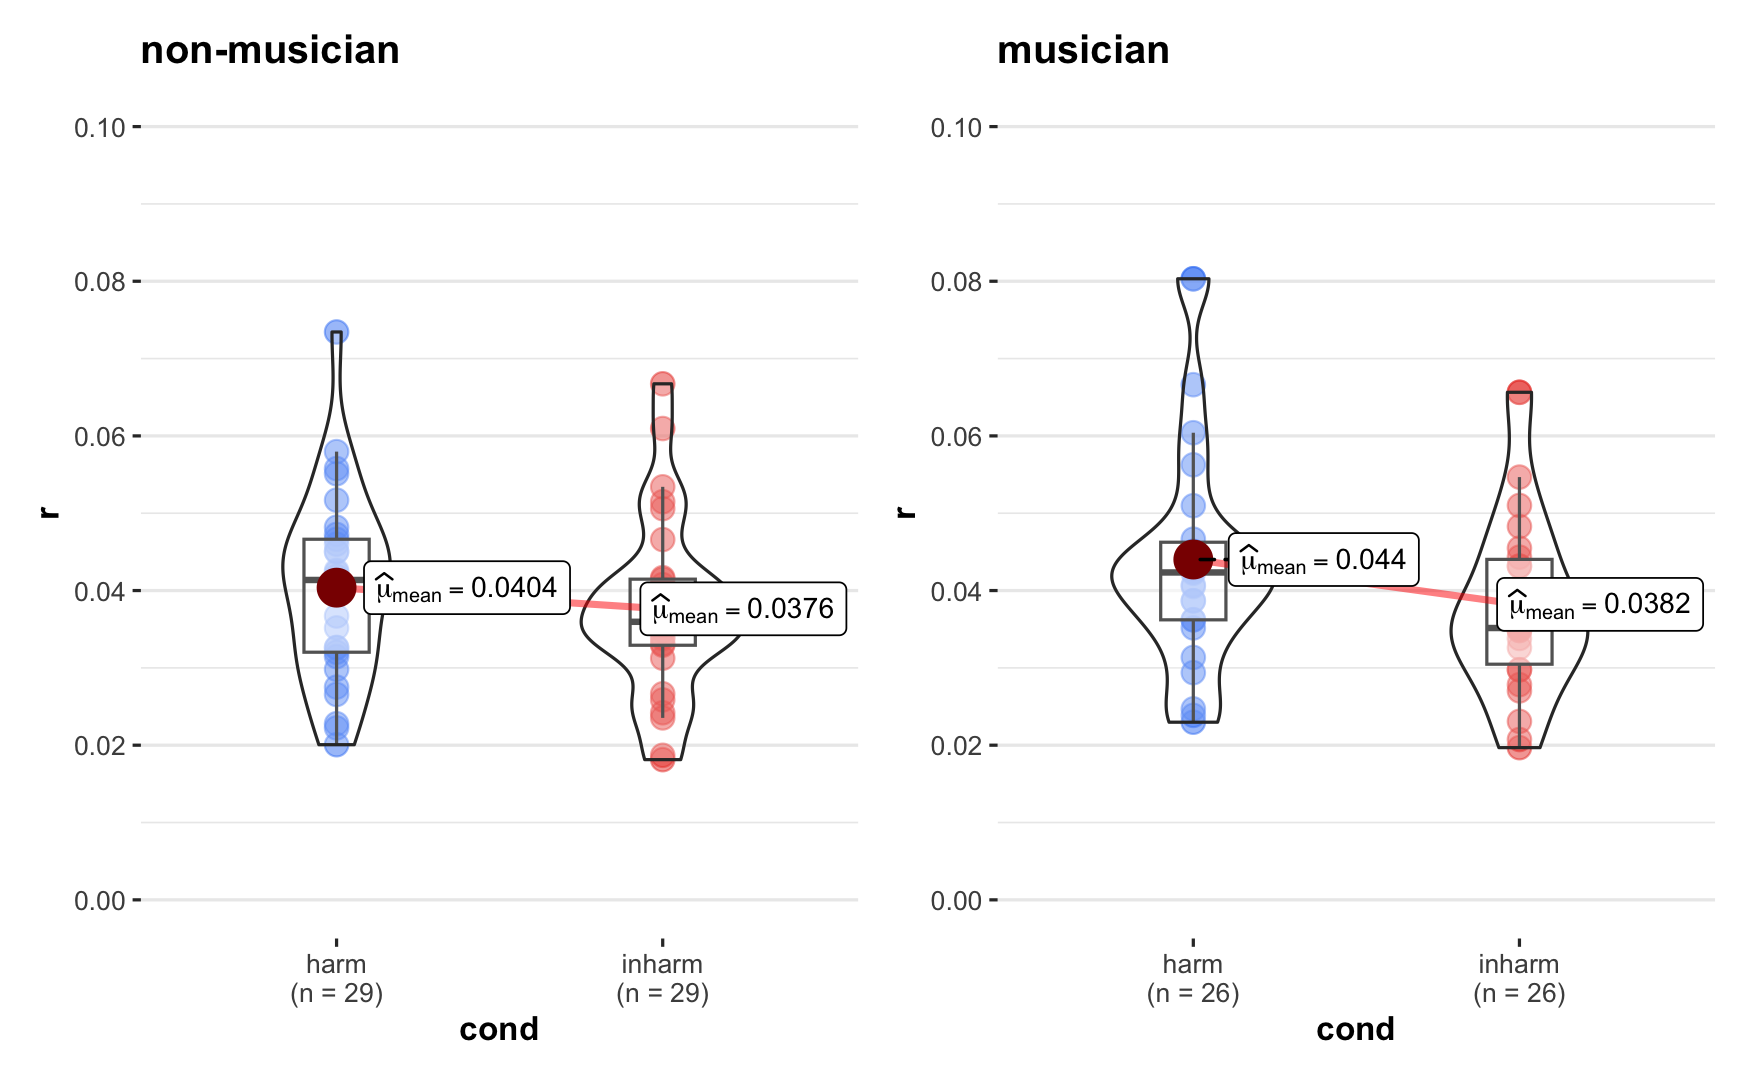 non-musician
0.10
0.08
0.06
0.04
0.02
0.00
r
μ̂mean = 0.0404
μ̂mean = 0.0376
harm
(n = 29)
inharm
(n = 29)
cond
musician
0.10
0.08
0.06
0.04
0.02
0.00
r
μ̂mean = 0.044
μ̂mean = 0.0382
harm
(n = 26)
inharm
(n = 26)
cond